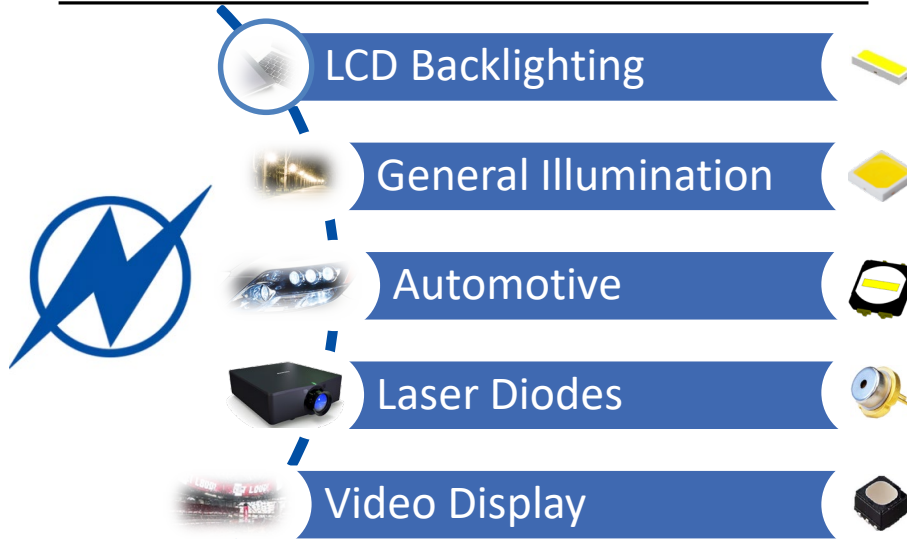 LCD Backlighting
General Illumination
Automotive
Laser Diodes
Video Display